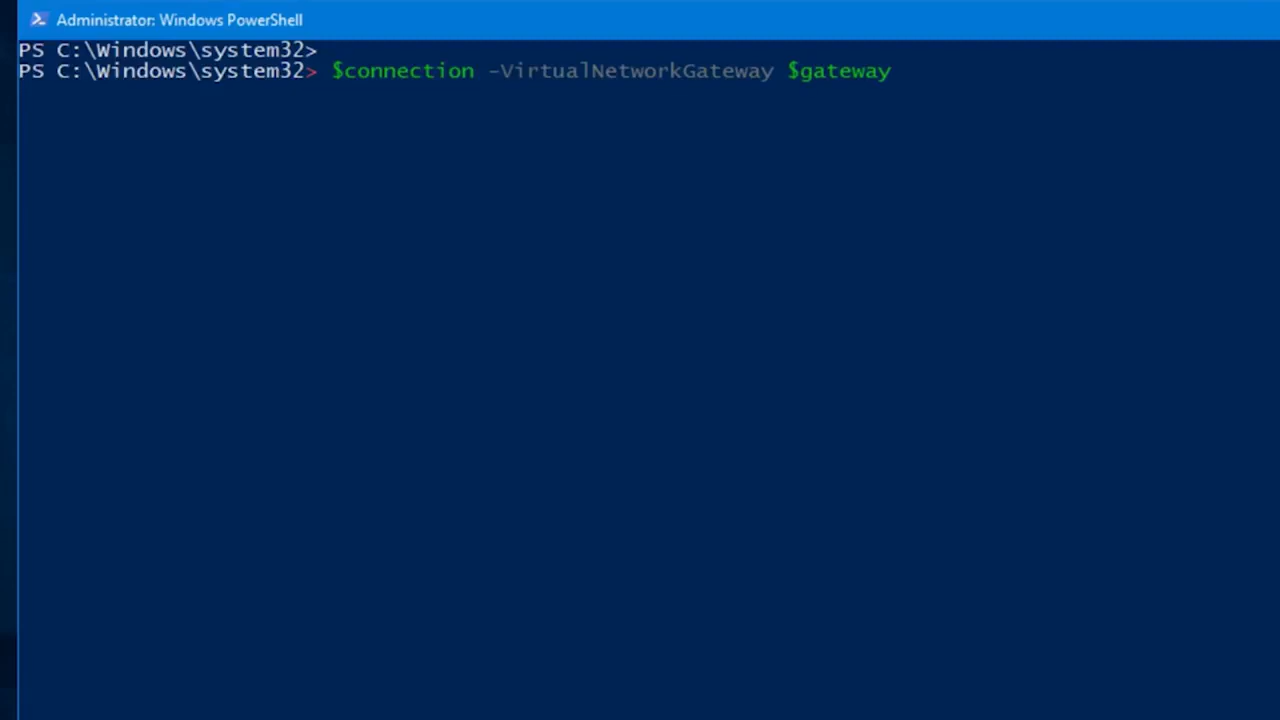 Administrator: Windows PowerShell
PS C:\Windows\system32>
PS C:\Windows\system32> $connection -VirtualNetworkGateway $gateway